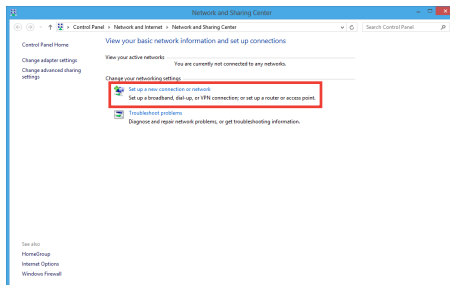 Network and Sharing Center
Control Panel ▸ Network and Internet ▸ Network and Sharing Center
Search Control Panel
Control Panel Home
Change adapter settings
Change advanced sharing
settings
View your basic network information and set up connections
View your active networks
You are currently not connected to any networks.
Change your networking settings
Set up a new connection or network
Set up a broadband, dial-up, or VPN connection; or set up a router or access point.
Troubleshoot problems
Diagnose and repair network problems, or get troubleshooting information.
See also
HomeGroup
Internet Options
Windows Firewall